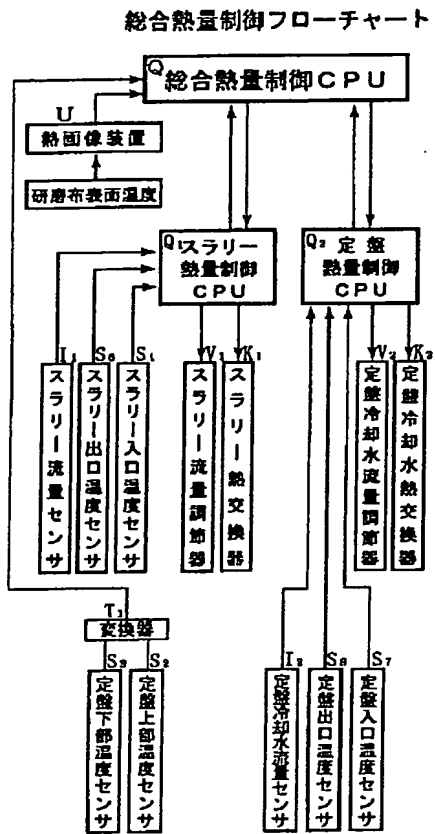 総合熱量制御フローチャート
Q
総合熱量制御CPU
U
熱画像装置
研磨布表面温度
Q₁スラリー
熱量制御
CPU
Q₂ 定盤
熱量制御
CPU
I₁
S₆
S₁
V₁
K₁
V₂
K₂
スラリー流量センサ
スラリー出口温度センサ
スラリー入口温度センサ
スラリー流量調節器
スラリー熱交換器
定盤冷却水流量調節器
定盤冷却水熱交換器
T₁
変換器
S₃
S₂
I₂
S₈
S₇
定盤下部温度センサ
定盤上部温度センサ
定盤冷却水流量センサ
定盤出口温度センサ
定盤入口温度センサ